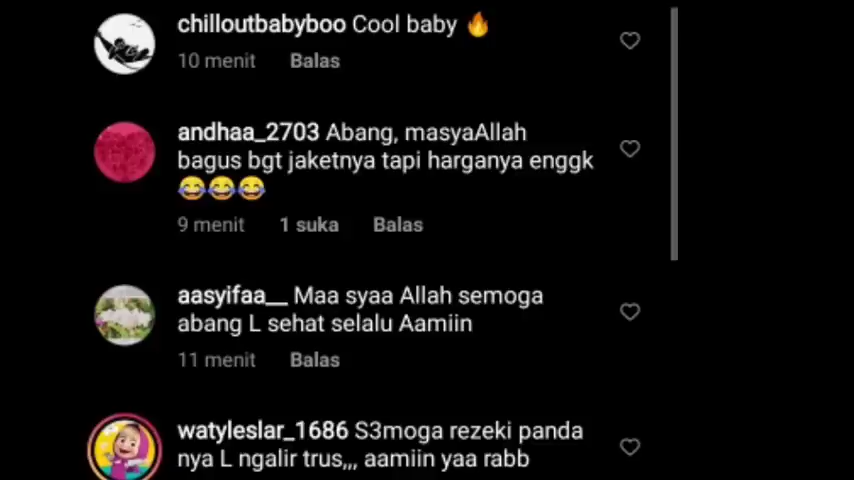 chilloutbabyboo Cool baby 🔥
10 menit Balas
andhaa_2703 Abang, masyaAllah
bagus bgt jaketnya tapi harganya enggk
😂😂😂
9 menit 1 suka Balas
aasyifaa__ Maa syaa Allah semoga
abang L sehat selalu Aamiin
11 menit Balas
watyleslar_1686 S3moga rezeki panda
nya L ngalir trus,,, aamiin yaa rabb